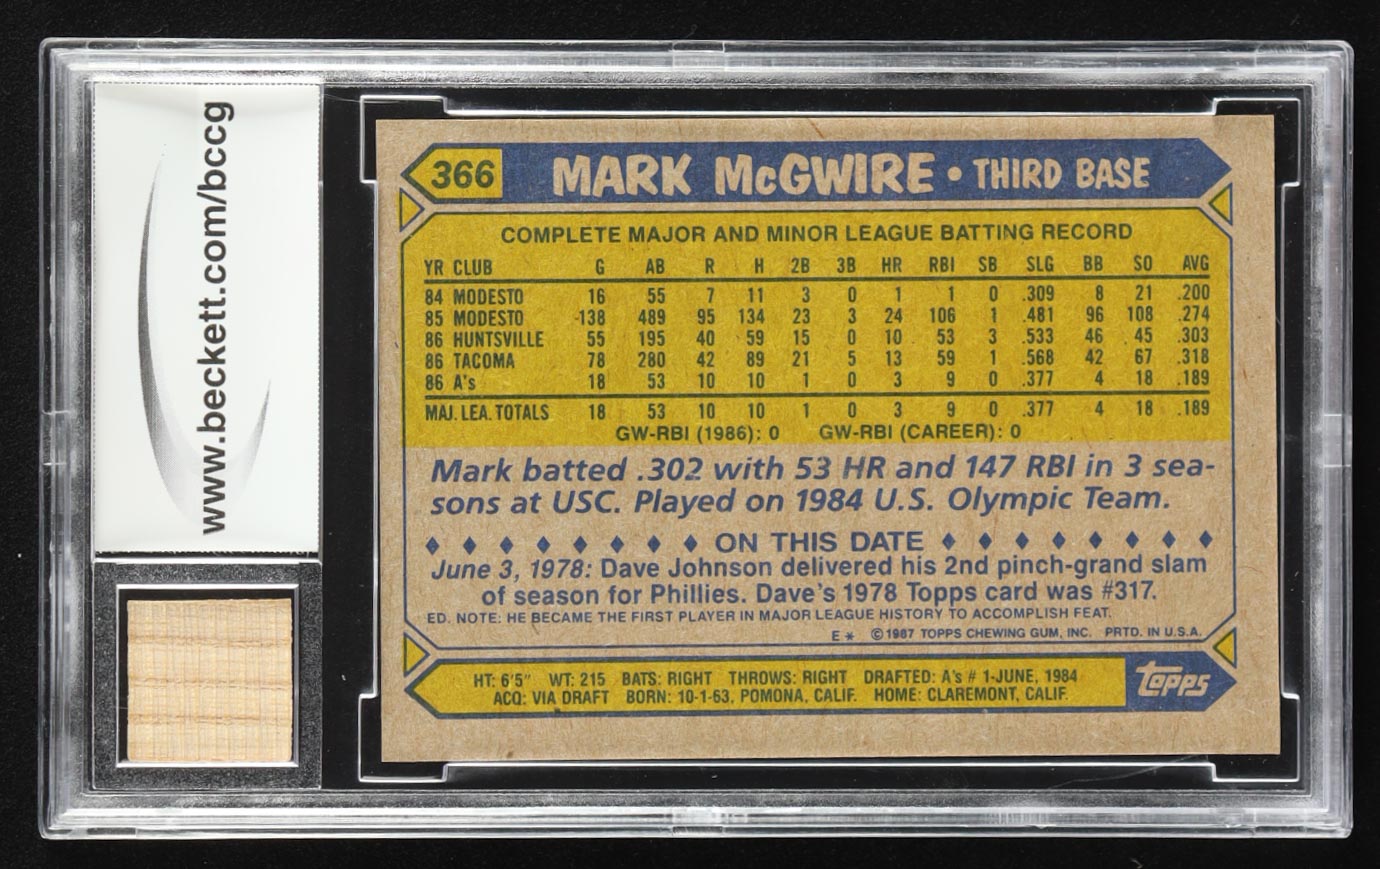 www.beckett.com/bccg
366 MARK McGWIRE • THIRD BASE
COMPLETE MAJOR AND MINOR LEAGUE BATTING RECORD
YR CLUB G AB R H 2B 3B HR RBI SB SLG BB SO AVG
84 MODESTO 16 55 7 11 3 0 1 1 0 .309 8 21 .200
85 MODESTO -138 489 95 134 23 3 24 106 1 .481 96 108 .274
86 HUNTSVILLE 55 195 40 59 15 0 10 53 3 .533 46 45 .303
86 TACOMA 78 280 42 89 21 5 13 59 1 .568 42 67 .318
86 A's 18 53 10 10 1 0 3 9 0 .377 4 18 .189
MAJ. LEA. TOTALS 18 53 10 10 1 0 3 9 0 .377 4 18 .189
GW-RBI (1986): 0 GW-RBI (CAREER): 0
Mark batted .302 with 53 HR and 147 RBI in 3 sea-
sons at USC. Played on 1984 U.S. Olympic Team.
♦ ♦ ♦ ♦ ♦ ♦ ♦ ♦ ON THIS DATE ♦ ♦ ♦ ♦ ♦ ♦ ♦ ♦
June 3, 1978: Dave Johnson delivered his 2nd pinch-grand slam
of season for Phillies. Dave's 1978 Topps card was #317.
ED. NOTE: HE BECAME THE FIRST PLAYER IN MAJOR LEAGUE HISTORY TO ACCOMPLISH FEAT.
E* ©1987 TOPPS CHEWING GUM, INC. PRTD. IN U.S.A.
HT: 6'5" WT: 215 BATS: RIGHT THROWS: RIGHT DRAFTED: A's # 1-JUNE, 1984
ACQ: VIA DRAFT BORN: 10-1-63, POMONA, CALIF. HOME: CLAREMONT, CALIF.
Topps